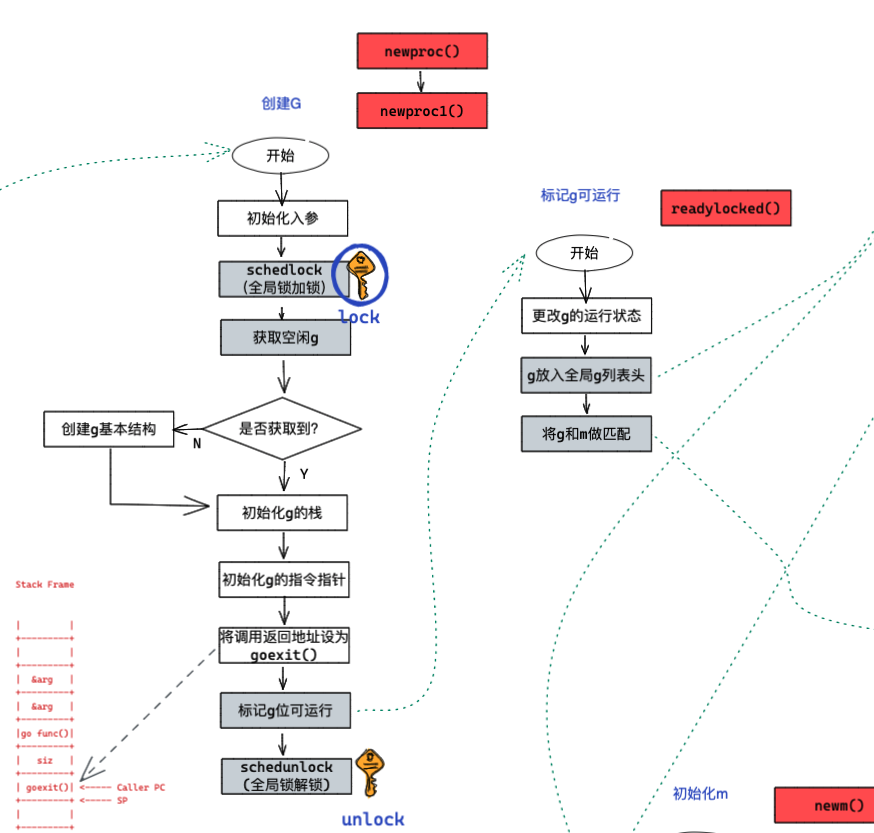 newproc()
newproc1()
创建G
开始
初始化入参
schedlock
(全局锁加锁)
lock
获取空闲g
是否获取到?
N
Y
创建g基本结构
初始化g的栈
初始化g的指令指针
将调用返回地址设为
goexit()
标记g位可运行
schedunlock
(全局锁解锁)
unlock
Stack Frame
&arg
&arg
go func()
siz
goexit()
Caller PC
SP
标记g可运行
readylocked()
开始
更改g的运行状态
g放入全局g列表头
将g和m做匹配
初始化m
newm()